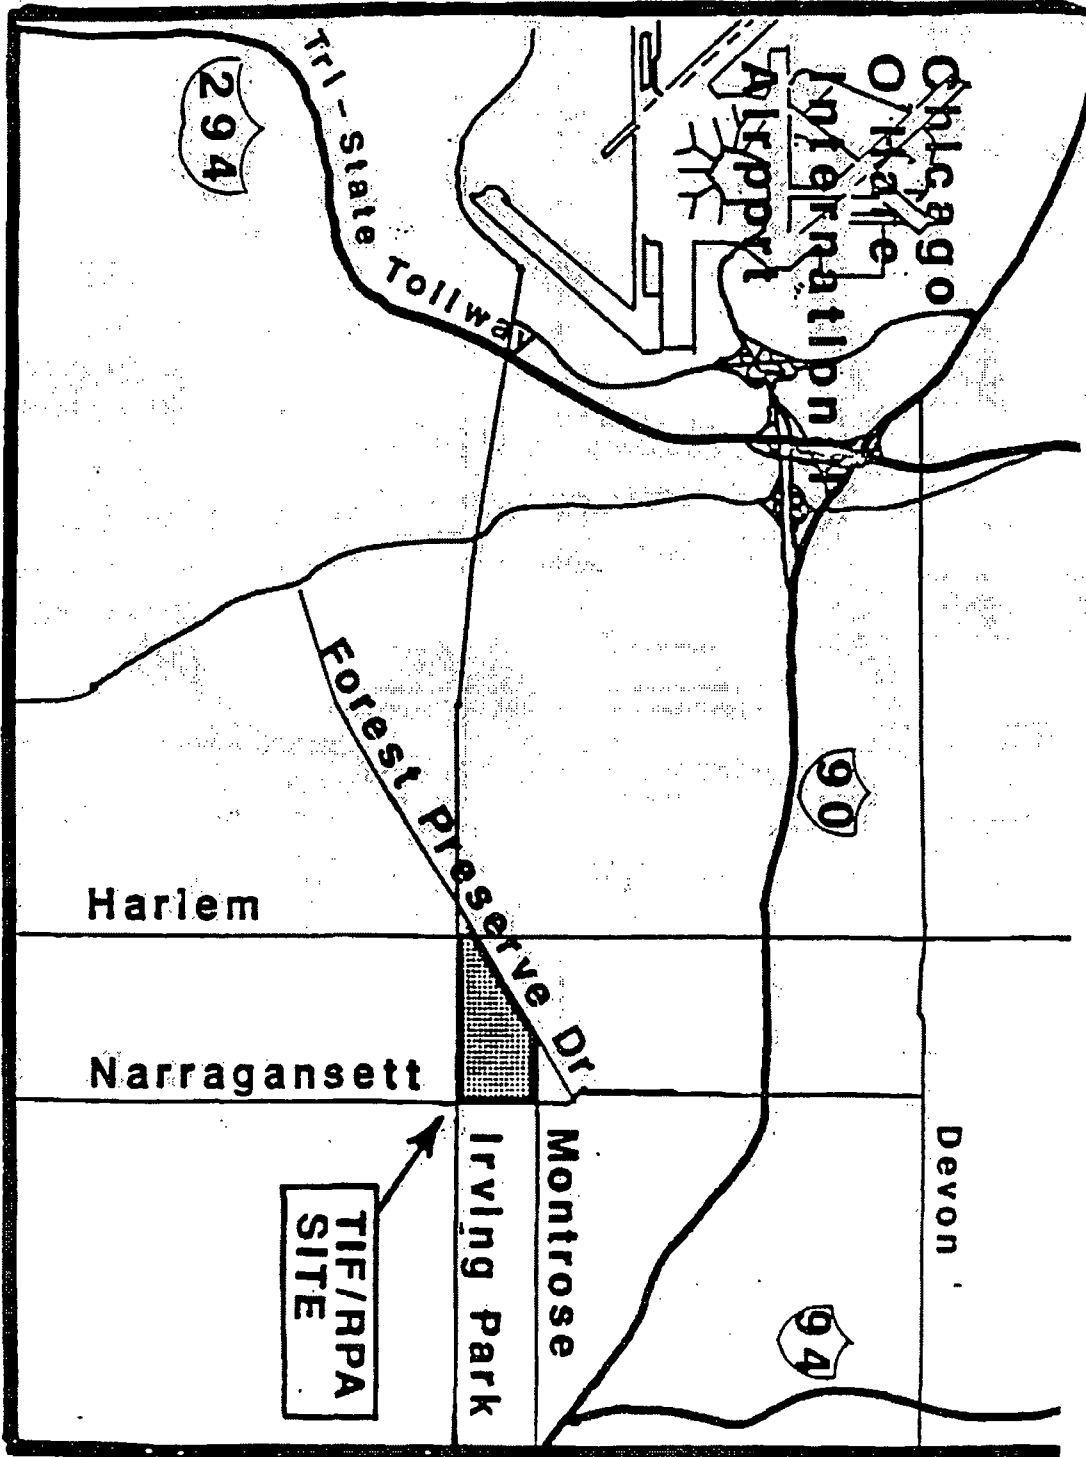 Chicago
O'Hare
International
Airport
Tri-State Tollway
294
90
94
Devon
Forest Preserve Dr
Harlem
Narragansett
Montrose
Irving Park
TIF/RPA
SITE